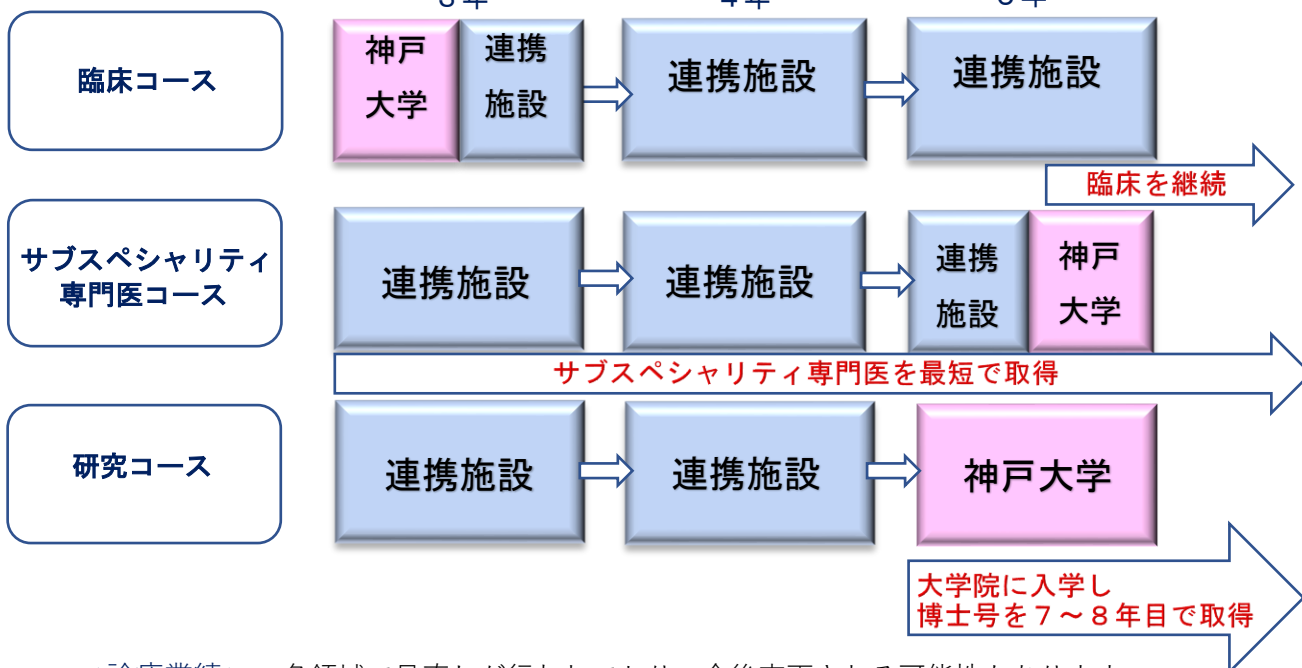 4年
臨床コース
神戸
大学
連携
施設
連携施設
連携施設
臨床を継続
サブスペシャリティ
専門医コース
連携施設
連携施設
連携
施設
神戸
大学
サブスペシャリティ専門医を最短で取得
研究コース
連携施設
連携施設
神戸大学
大学院に入学し
博士号を7~8年目で取得